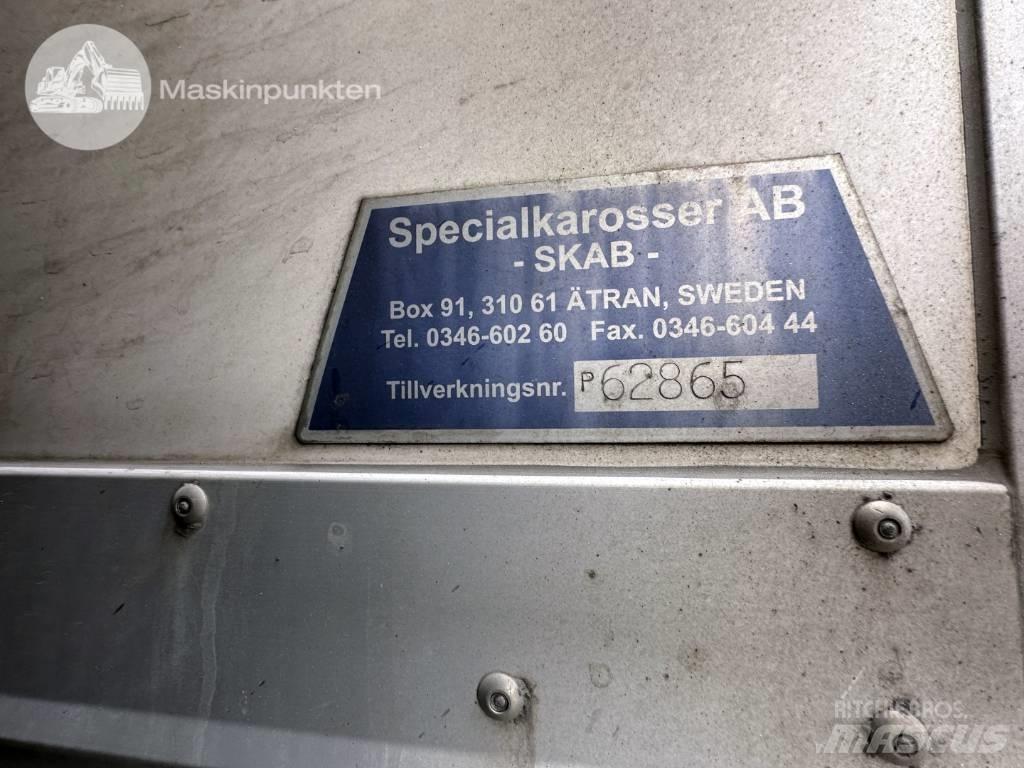 Maskinpunkten
Specialkarosser AB
- SKAB -
Box 91, 310 61 ÄTRAN, SWEDEN
Tel. 0346-602 60 Fax. 0346-604 44
Tillverkningsnr. P62865
RITCHIE BROS.
MASCUS